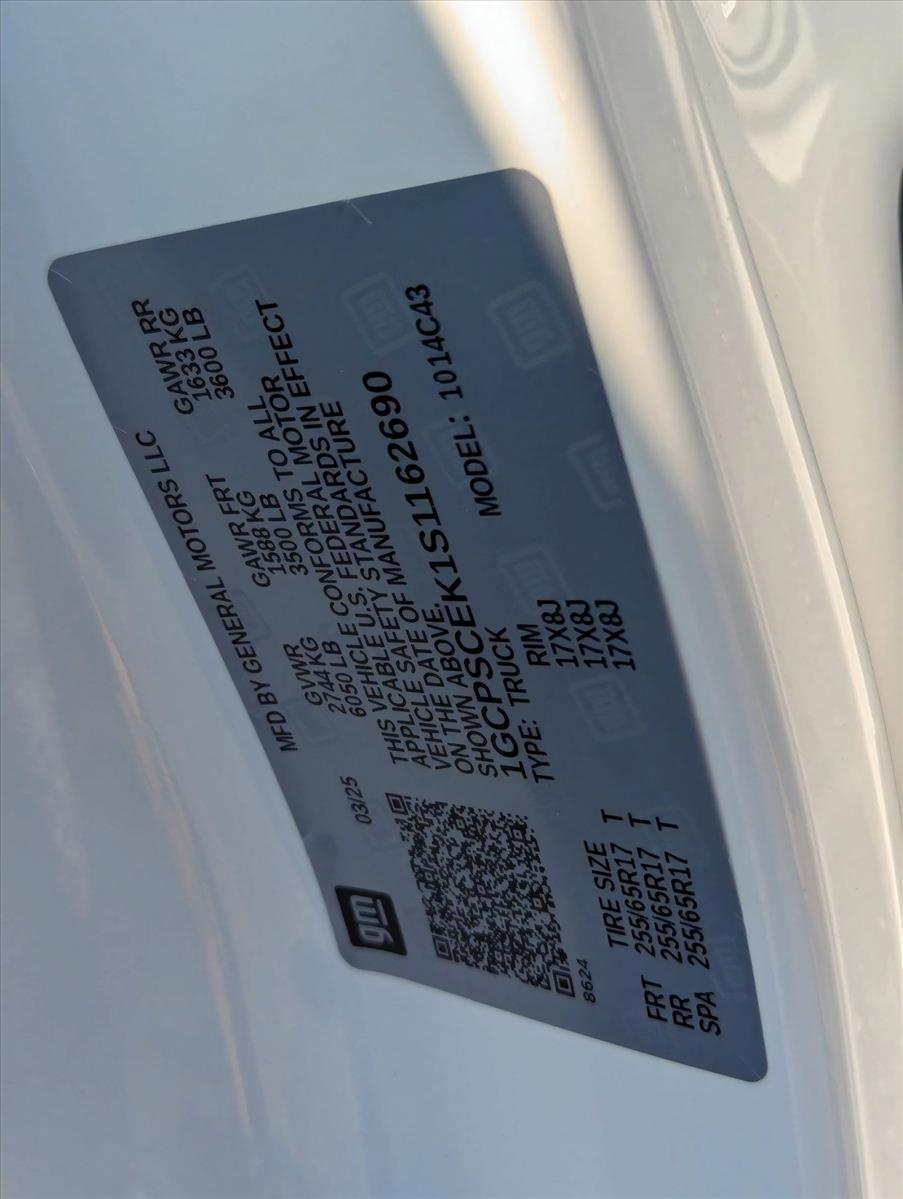 gm
MFD BY GENERAL MOTORS LLC
03/25 GVWR GAWR FRT GAWR RR
2744 KG 1588 KG 1633 KG
6050 LB 3500 LB 3600 LB
THIS VEHICLE CONFORMS TO ALL
APPLICABLE U.S. FEDERAL MOTOR
VEHICLE SAFETY STANDARDS IN EFFECT
ON THE DATE OF MANUFACTURE
SHOWN ABOVE.
1GCPSCEK1S1162690
TYPE: TRUCK MODEL: 1014C43
8624
TIRE SIZE RIM
FRT 255/65R17 T 17X8J
RR 255/65R17 T 17X8J
SPA 255/65R17 T 17X8J